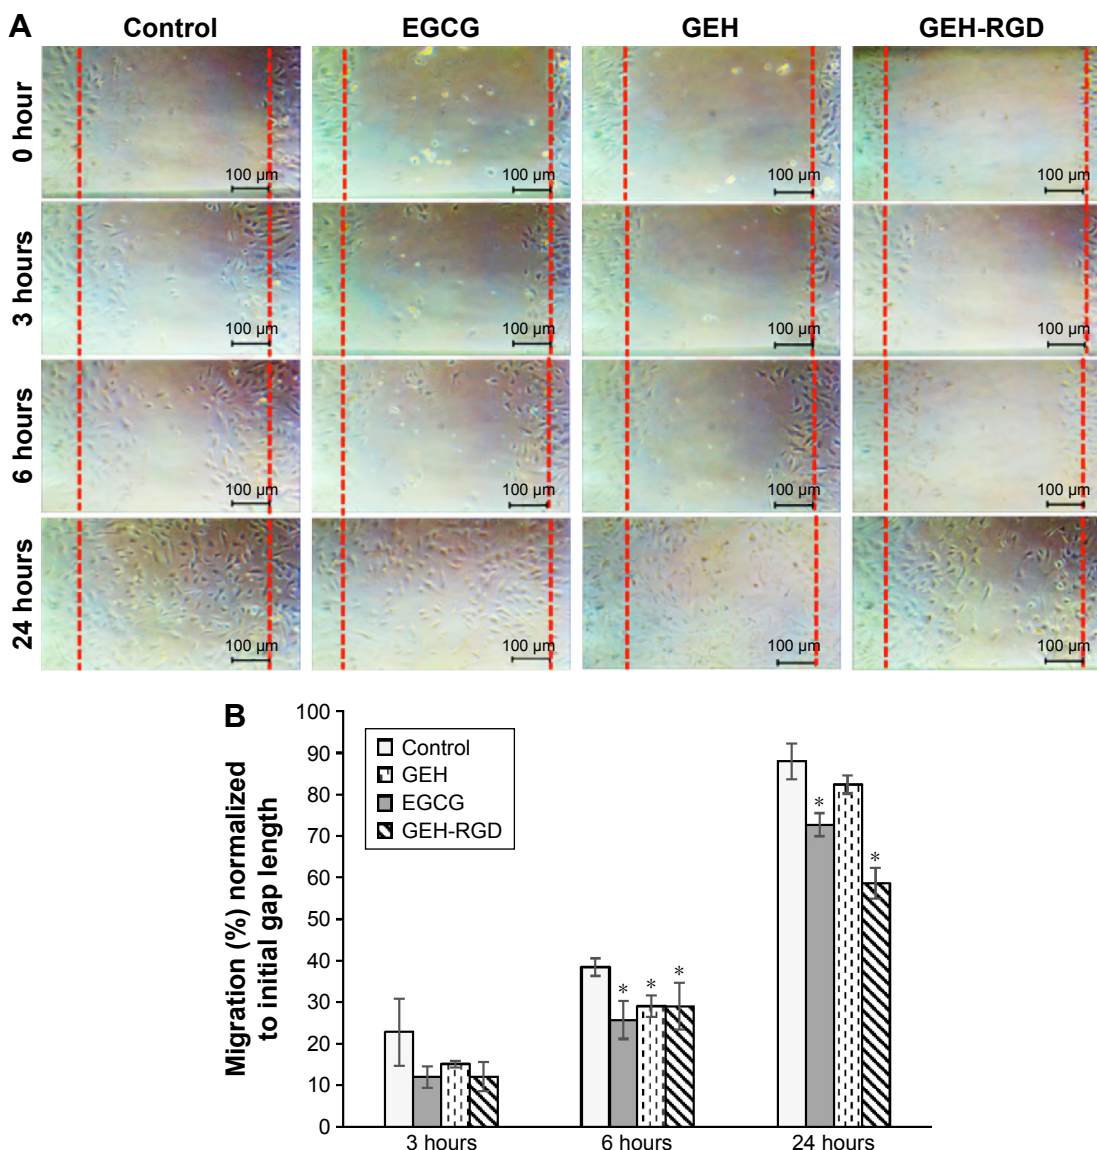 A
Control EGCG GEH GEH-RGD
0 hour
100 µm 100 µm 100 µm 100 µm
3 hours
100 µm 100 µm 100 µm 100 µm
6 hours
100 µm 100 µm 100 µm 100 µm
24 hours
100 µm 100 µm 100 µm 100 µm
B
Migration (%) normalized
to initial gap length
100
90
80
70
60
50
40
30
20
10
0
Control
GEH
EGCG
GEH-RGD
* * *
*
*
3 hours 6 hours 24 hours